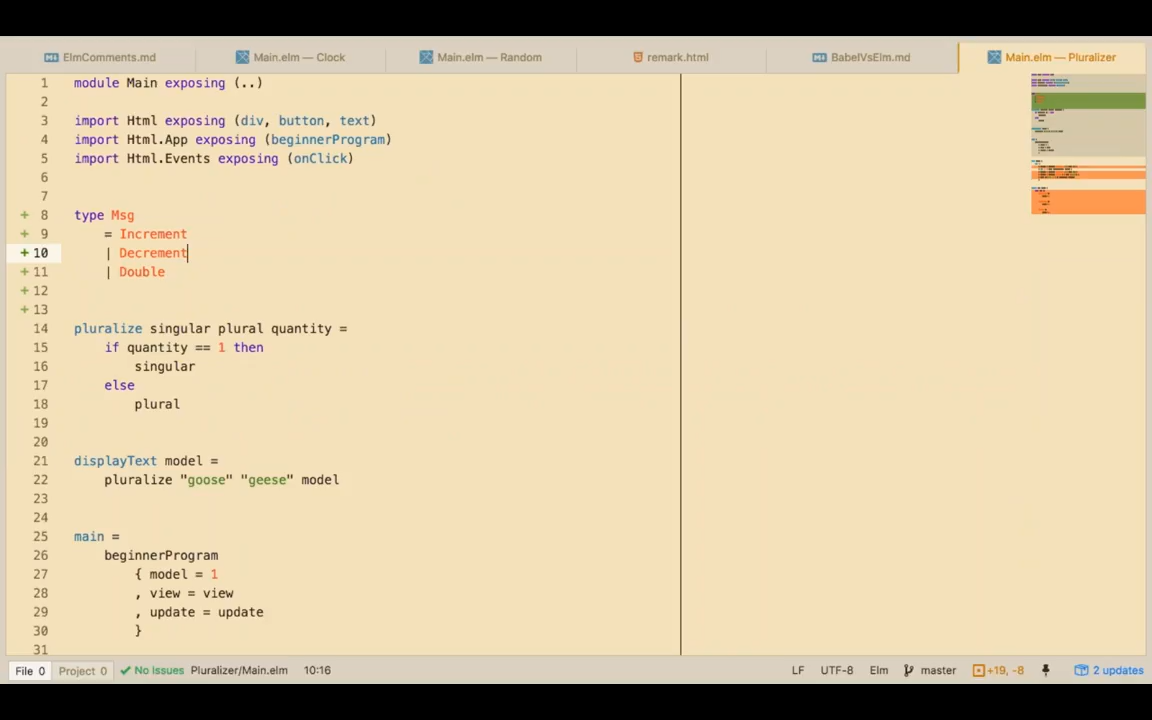 ElmComments.md
Main.elm — Clock
Main.elm — Random
remark.html
BabelVsElm.md
Main.elm — Pluralizer
1 module Main exposing (..)
2
3 import Html exposing (div, button, text)
4 import Html.App exposing (beginnerProgram)
5 import Html.Events exposing (onClick)
6
7
+ 8 type Msg
+ 9     = Increment
+ 10     | Decrement
+ 11     | Double
+ 12
+ 13
14 pluralize singular plural quantity =
15     if quantity == 1 then
16         singular
17     else
18         plural
19
20
21 displayText model =
22     pluralize "goose" "geese" model
23
24
25 main =
26     beginnerProgram
27         { model = 1
28         , view = view
29         , update = update
30         }
31
File 0 Project 0 No Issues Pluralizer/Main.elm 10:16 LF UTF-8 Elm master +19, -8 2 updates